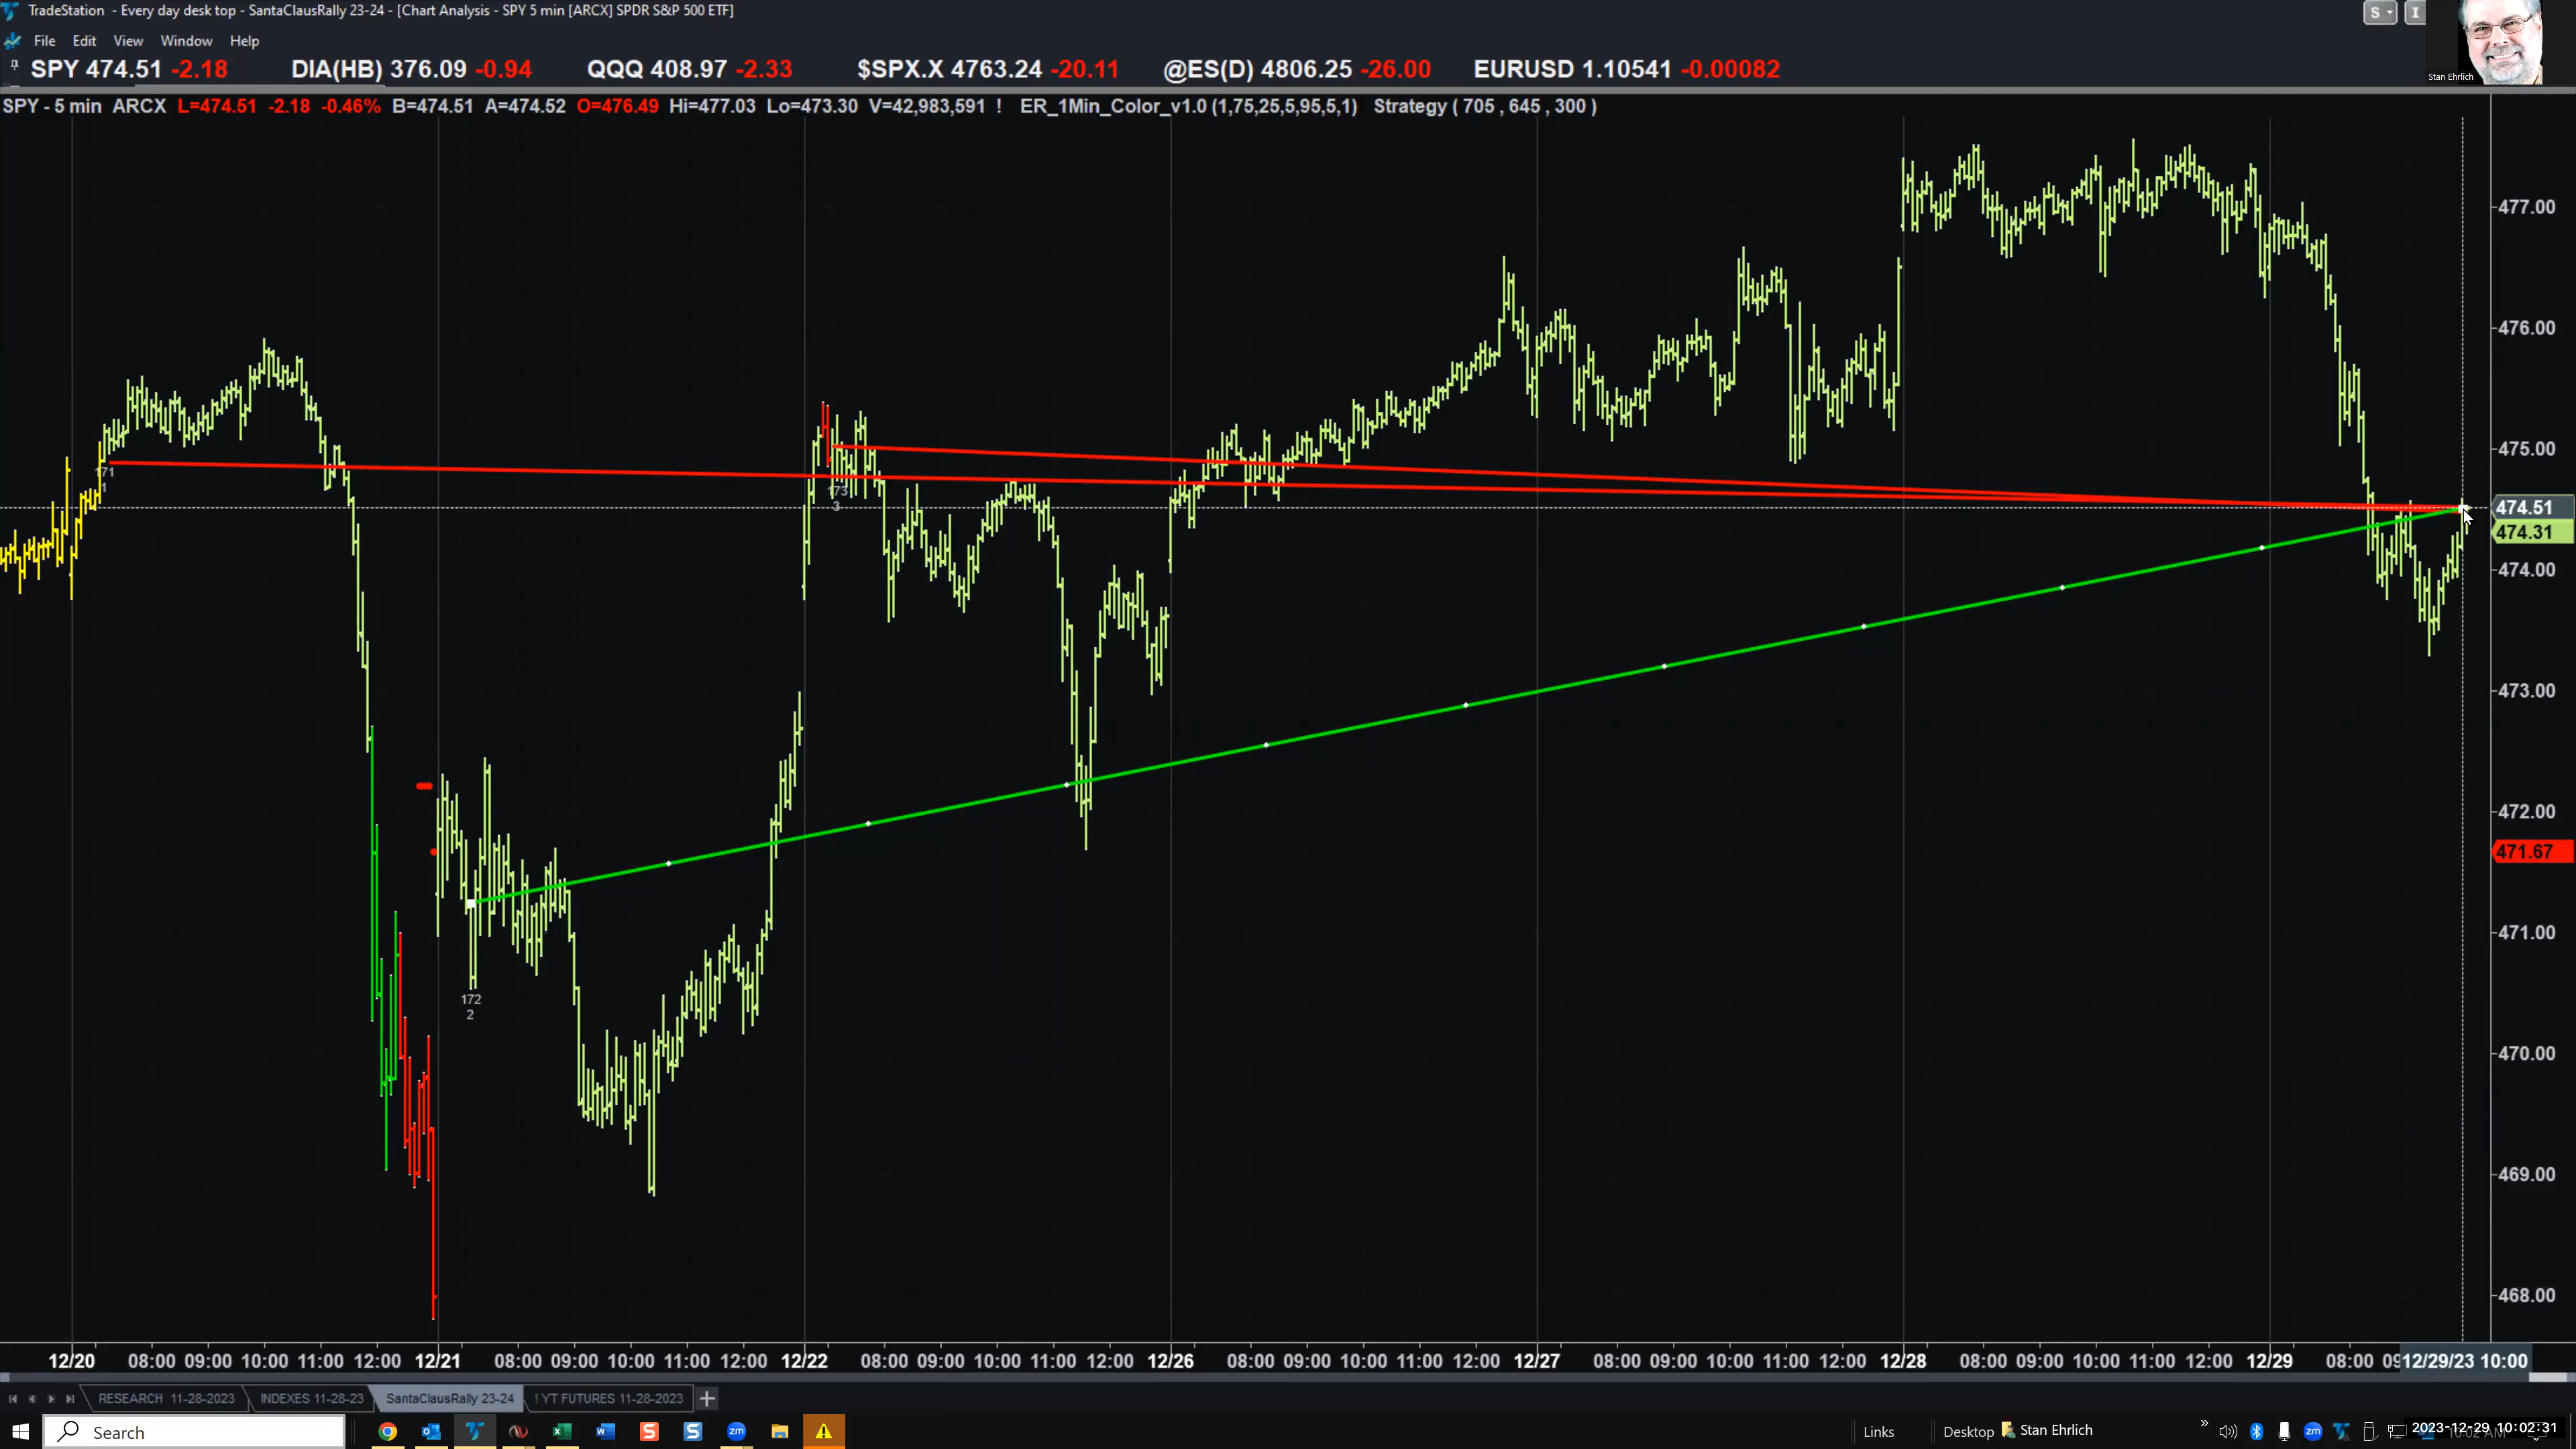 TradeStation - Every day desk top - SantaClausRally 23-24 - [Chart Analysis - SPY 5 min [ARCX] SPDR S&P 500 ETF]
S
I
File Edit View Window Help
SPY 474.51 -2.18 DIA(HB) 376.09 -0.94 QQQ 408.97 -2.33 $SPX.X 4763.24 -20.11 @ES(D) 4806.25 -26.00 EURUSD 1.10541 -0.00082
Stan Ehrlich
SPY - 5 min ARCX L=474.51 -2.18 -0.46% B=474.51 A=474.52 O=476.49 Hi=477.03 Lo=473.30 V=42,983,591 ! ER_1Min_Color_v1.0 (1,75,25,5,95,5,1) Strategy ( 705 , 645 , 300 )
477.00
476.00
475.00
171
1
173
3
474.51
474.31
474.00
473.00
472.00
471.67
471.00
172
2
470.00
469.00
468.00
12/20 08:00 09:00 10:00 11:00 12:00 12/21 08:00 09:00 10:00 11:00 12:00 12/22 08:00 09:00 10:00 11:00 12:00 12/26 08:00 09:00 10:00 11:00 12:00 12/27 08:00 09:00 10:00 11:00 12:00 12/28 08:00 09:00 10:00 11:00 12:00 12/29 08:00 12/29/23 10:00
RESEARCH 11-28-2023 INDEXES 11-28-23 SantaClausRally 23-24 ! YT FUTURES 11-28-2023
Search
Links Desktop Stan Ehrlich 2023-12-29 10:02:31